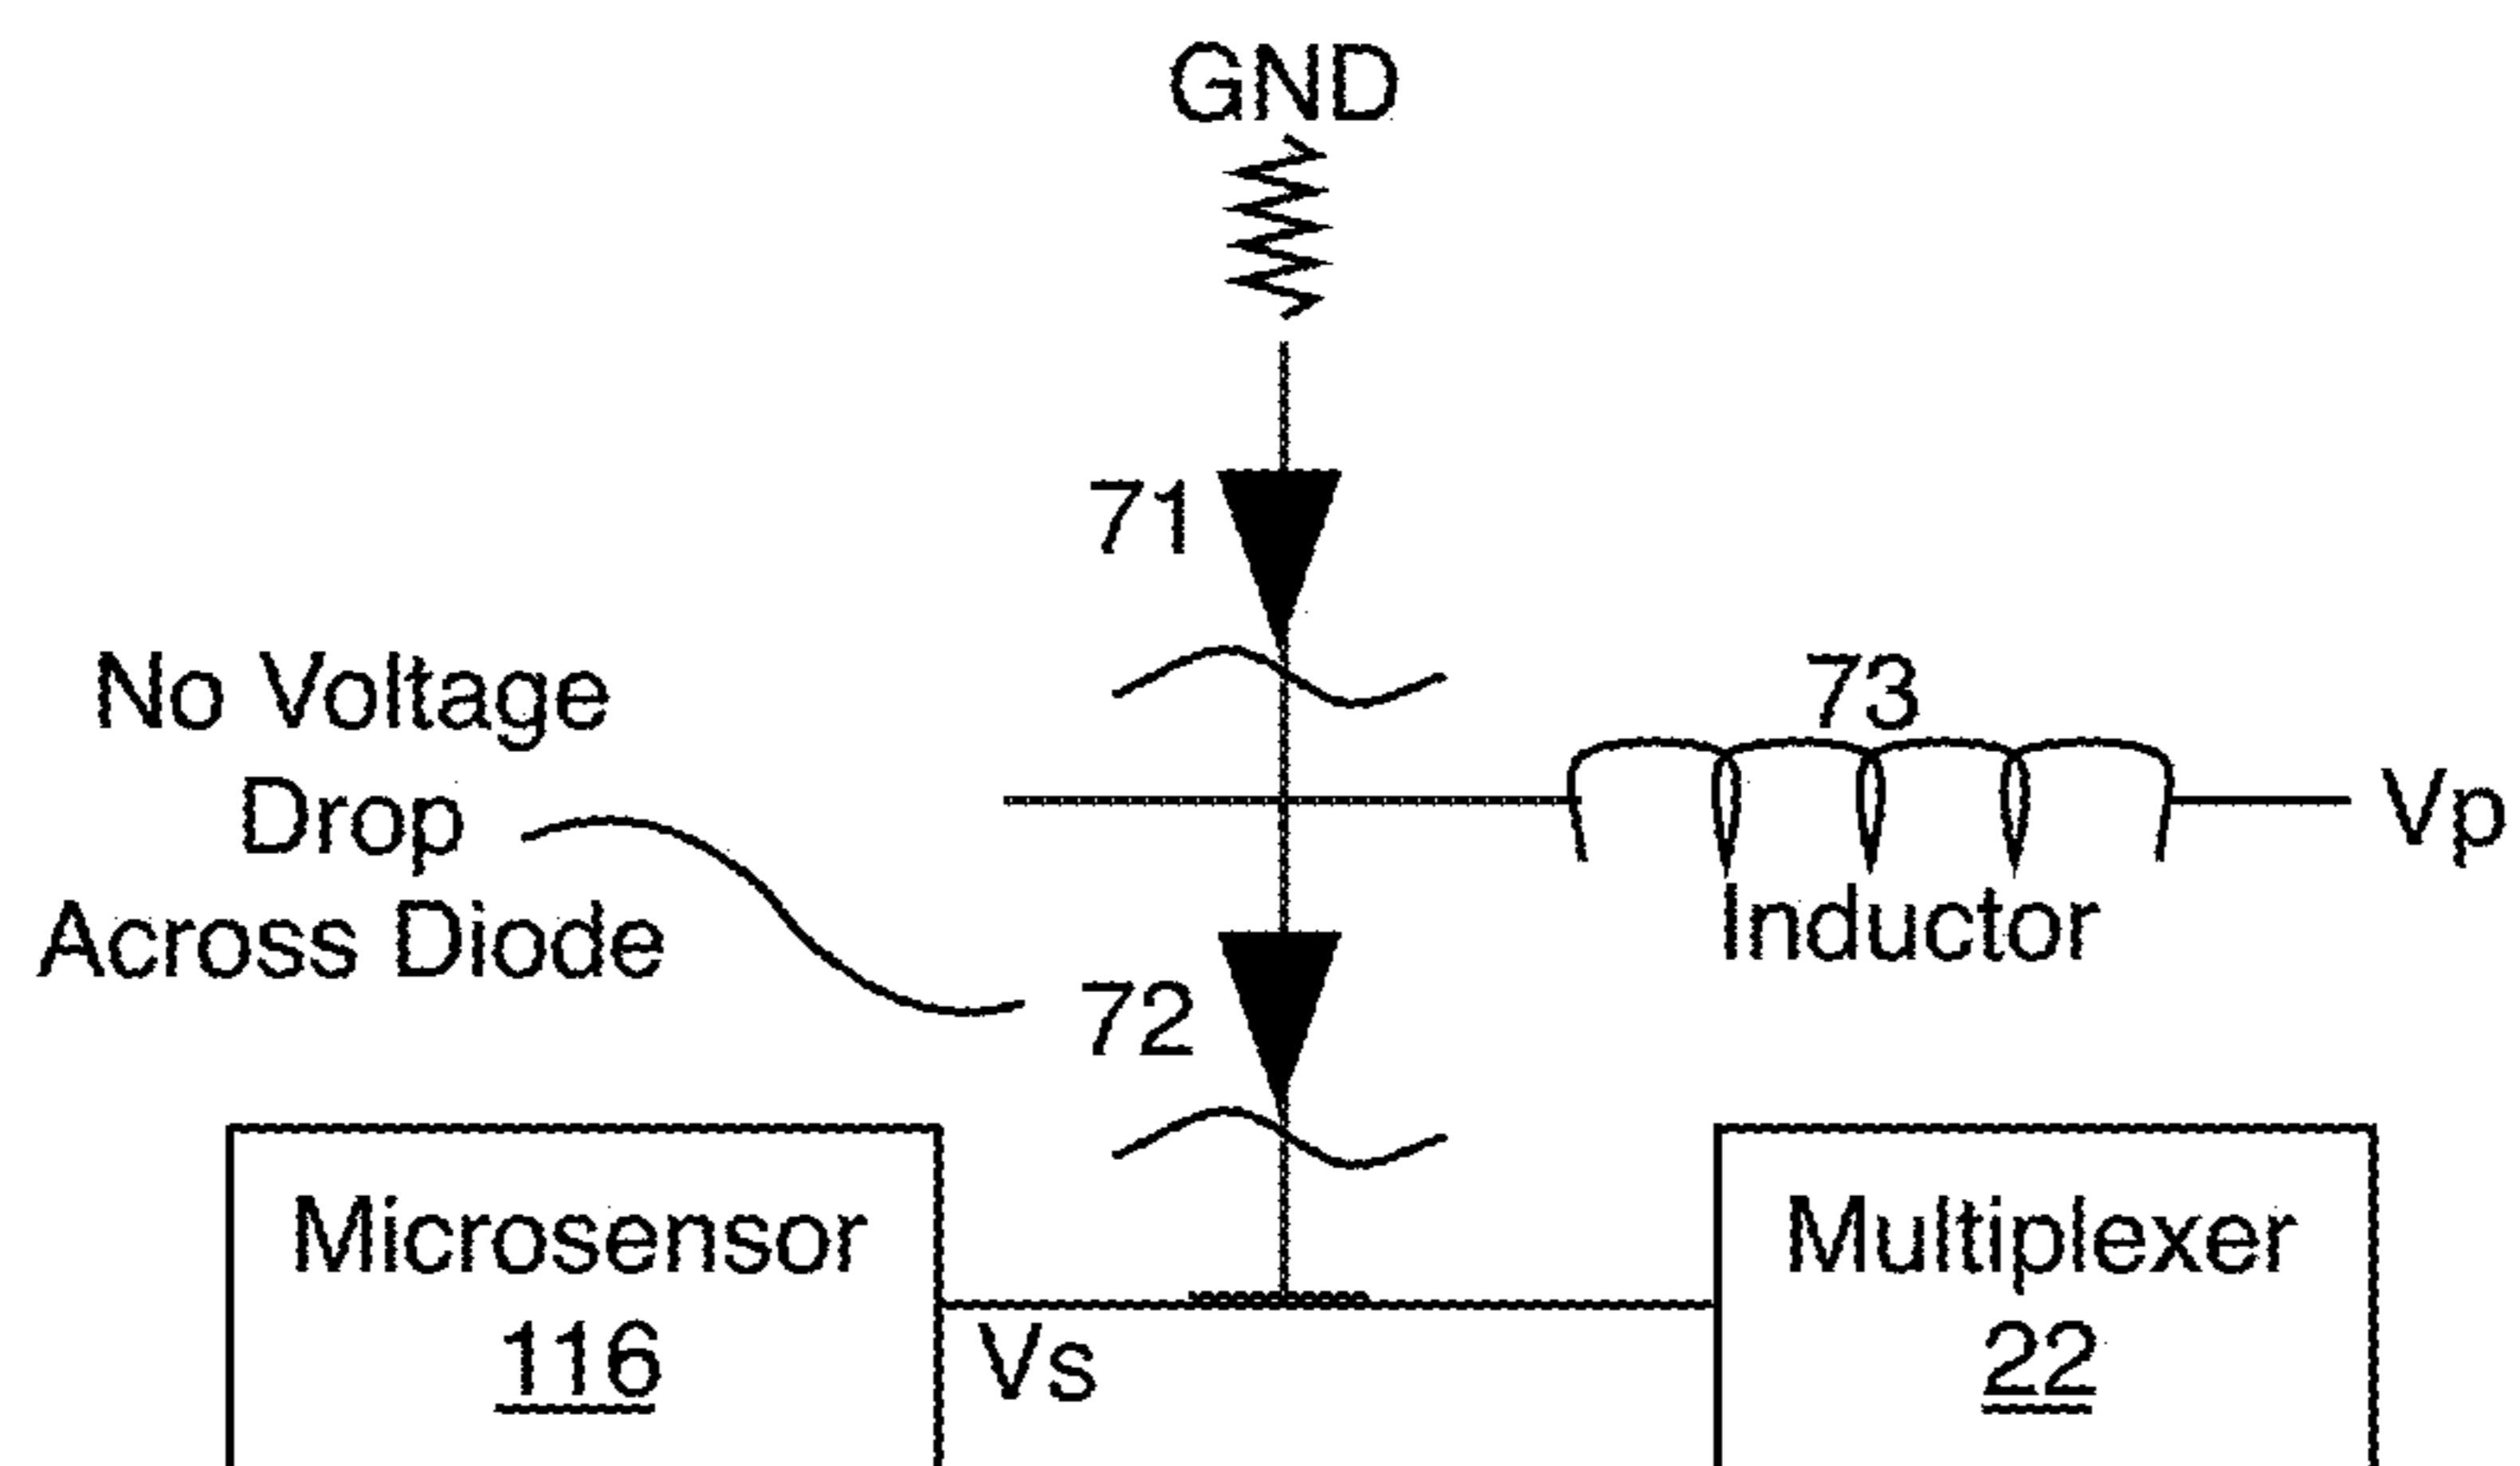 GND
71
No Voltage
Drop
Across Diode
73
Vp
Inductor
72
Microsensor
116
Vs
Multiplexer
22